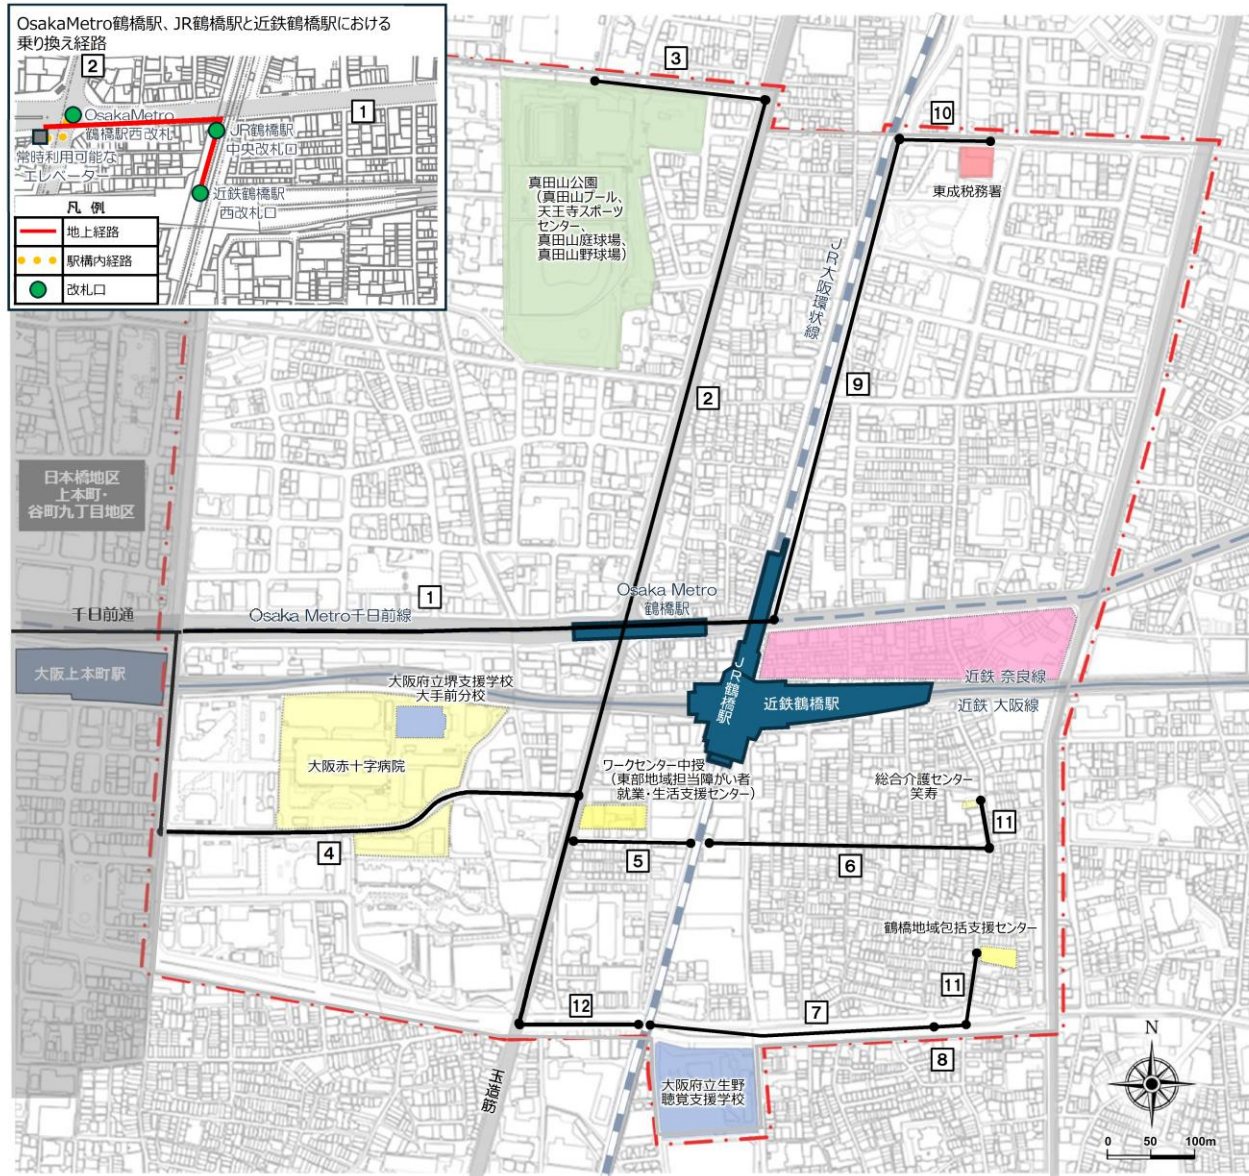 OsakaMetro鶴橋駅、JR鶴橋駅と近鉄鶴橋駅における
乗り換え経路
2
1
OsakaMetro
鶴橋駅西改札
JR鶴橋駅
中央改札口
常時利用可能な
エレベーター
近鉄鶴橋駅
西改札口
凡 例
地上経路
駅構内経路
改札口
3
10
東成税務署
真田山公園
(真田山プール、
天王寺スポーツ
センター、
真田山庭球場、
真田山野球場)
JR大阪環状線
2
9
日本橋地区
上本町・
谷町九丁目地区
1
Osaka Metro
鶴橋駅
千日前通
Osaka Metro千日前線
大阪上本町駅
大阪府立堺支援学校
大手前分校
JR鶴橋駅
近鉄鶴橋駅
近鉄 奈良線
近鉄 大阪線
大阪赤十字病院
ワークセンター中授
(東部地域担当障がい者
就業・生活支援センター)
総合介護センター
笑寿
11
4
5
6
鶴橋地域包括支援センター
11
12
7
8
玉造筋
大阪府立生野
聴覚支援学校
N
0 50 100m